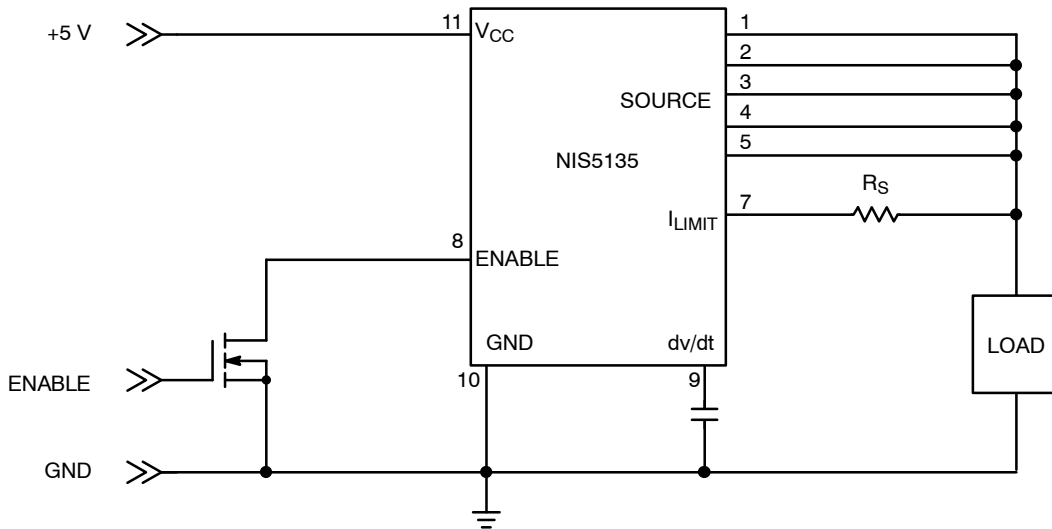 +5 V
11
V_CC
1
2
3
SOURCE
4
5
NIS5135
R_S
7
I_LIMIT
8
ENABLE
GND
dv/dt
LOAD
ENABLE
10
9
GND